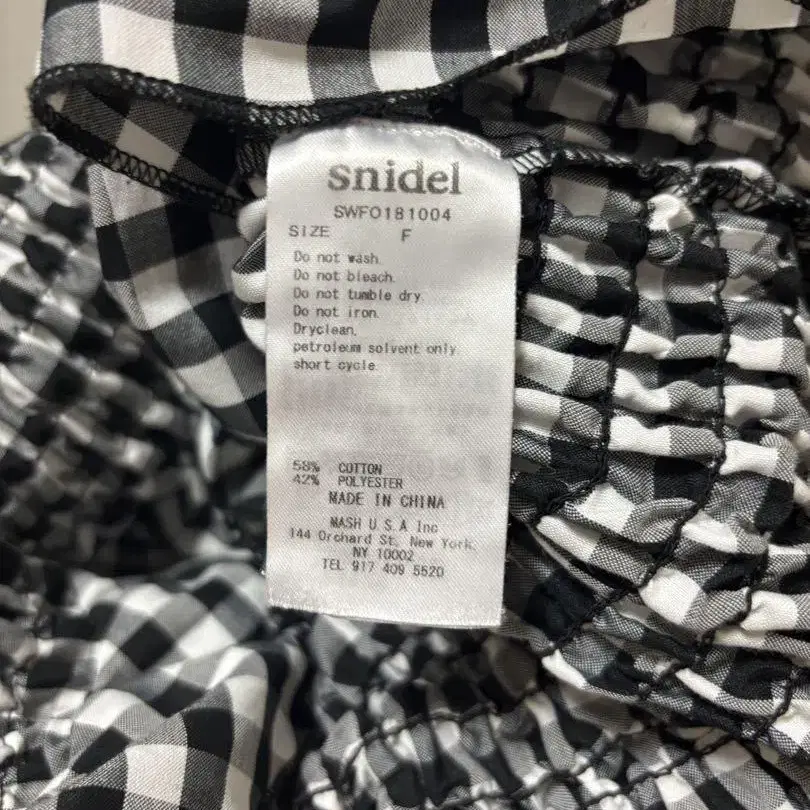 snidel
SWFO181004
SIZE F
Do not wash.
Do not bleach.
Do not tumble dry.
Do not iron.
Dryclean.
petroleum solvent only.
short cycle.
58% COTTON
42% POLYESTER
MADE IN CHINA
MASH U S A Inc
144 Orchard St, New York,
NY 10002
TEL 917 409 5520